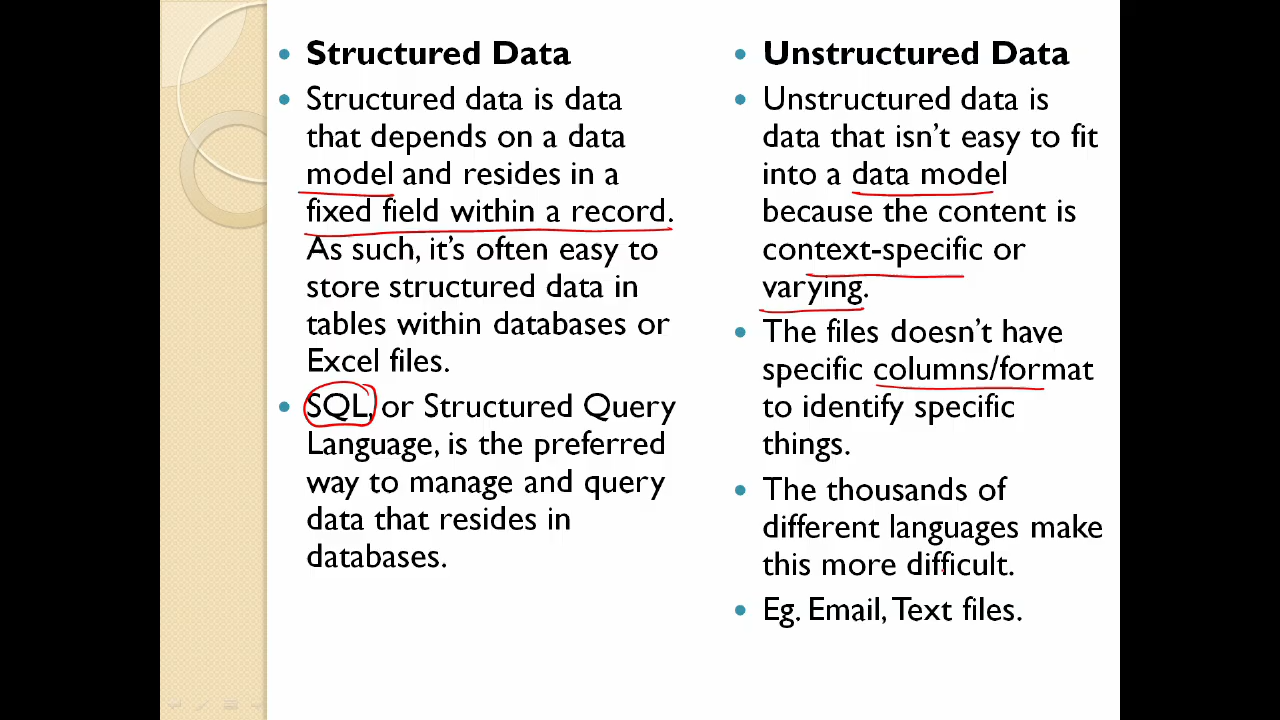 Structured Data
Structured data is data
that depends on a data
model and resides in a
fixed field within a record.
As such, it's often easy to
store structured data in
tables within databases or
Excel files.
SQL, or Structured Query
Language, is the preferred
way to manage and query
data that resides in
databases.
Unstructured Data
Unstructured data is
data that isn't easy to fit
into a data model
because the content is
context-specific or
varying.
The files doesn't have
specific columns/format
to identify specific
things.
The thousands of
different languages make
this more difficult.
Eg. Email, Text files.